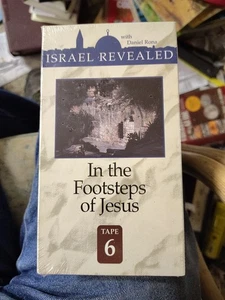 with
Daniel Rona
ISRAEL REVEALED
In the
Footsteps
of Jesus
TAPE
6